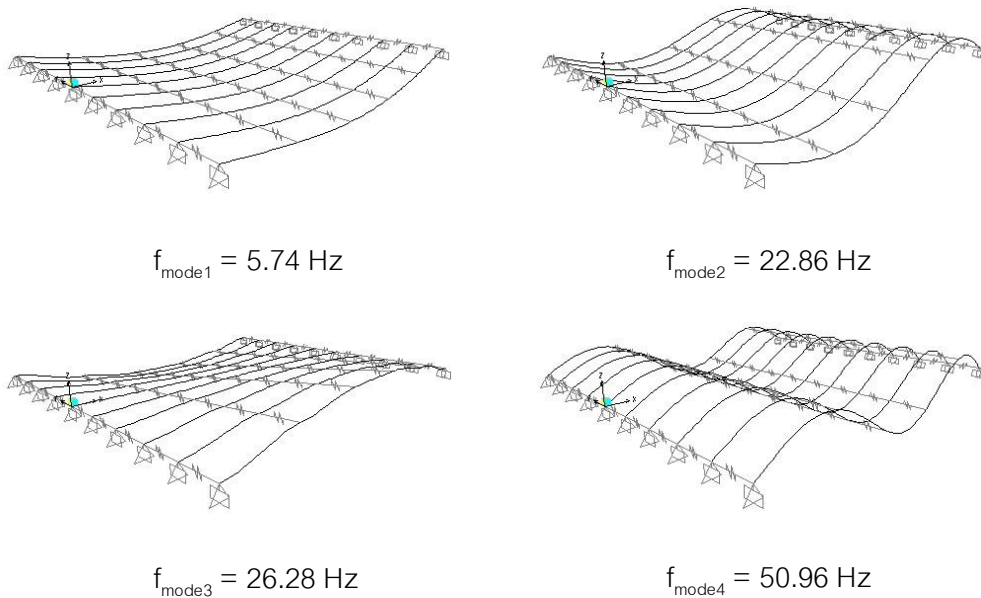 z
x
z
x
f_mode1 = 5.74 Hz
f_mode2 = 22.86 Hz
z
x
z
x
f_mode3 = 26.28 Hz
f_mode4 = 50.96 Hz